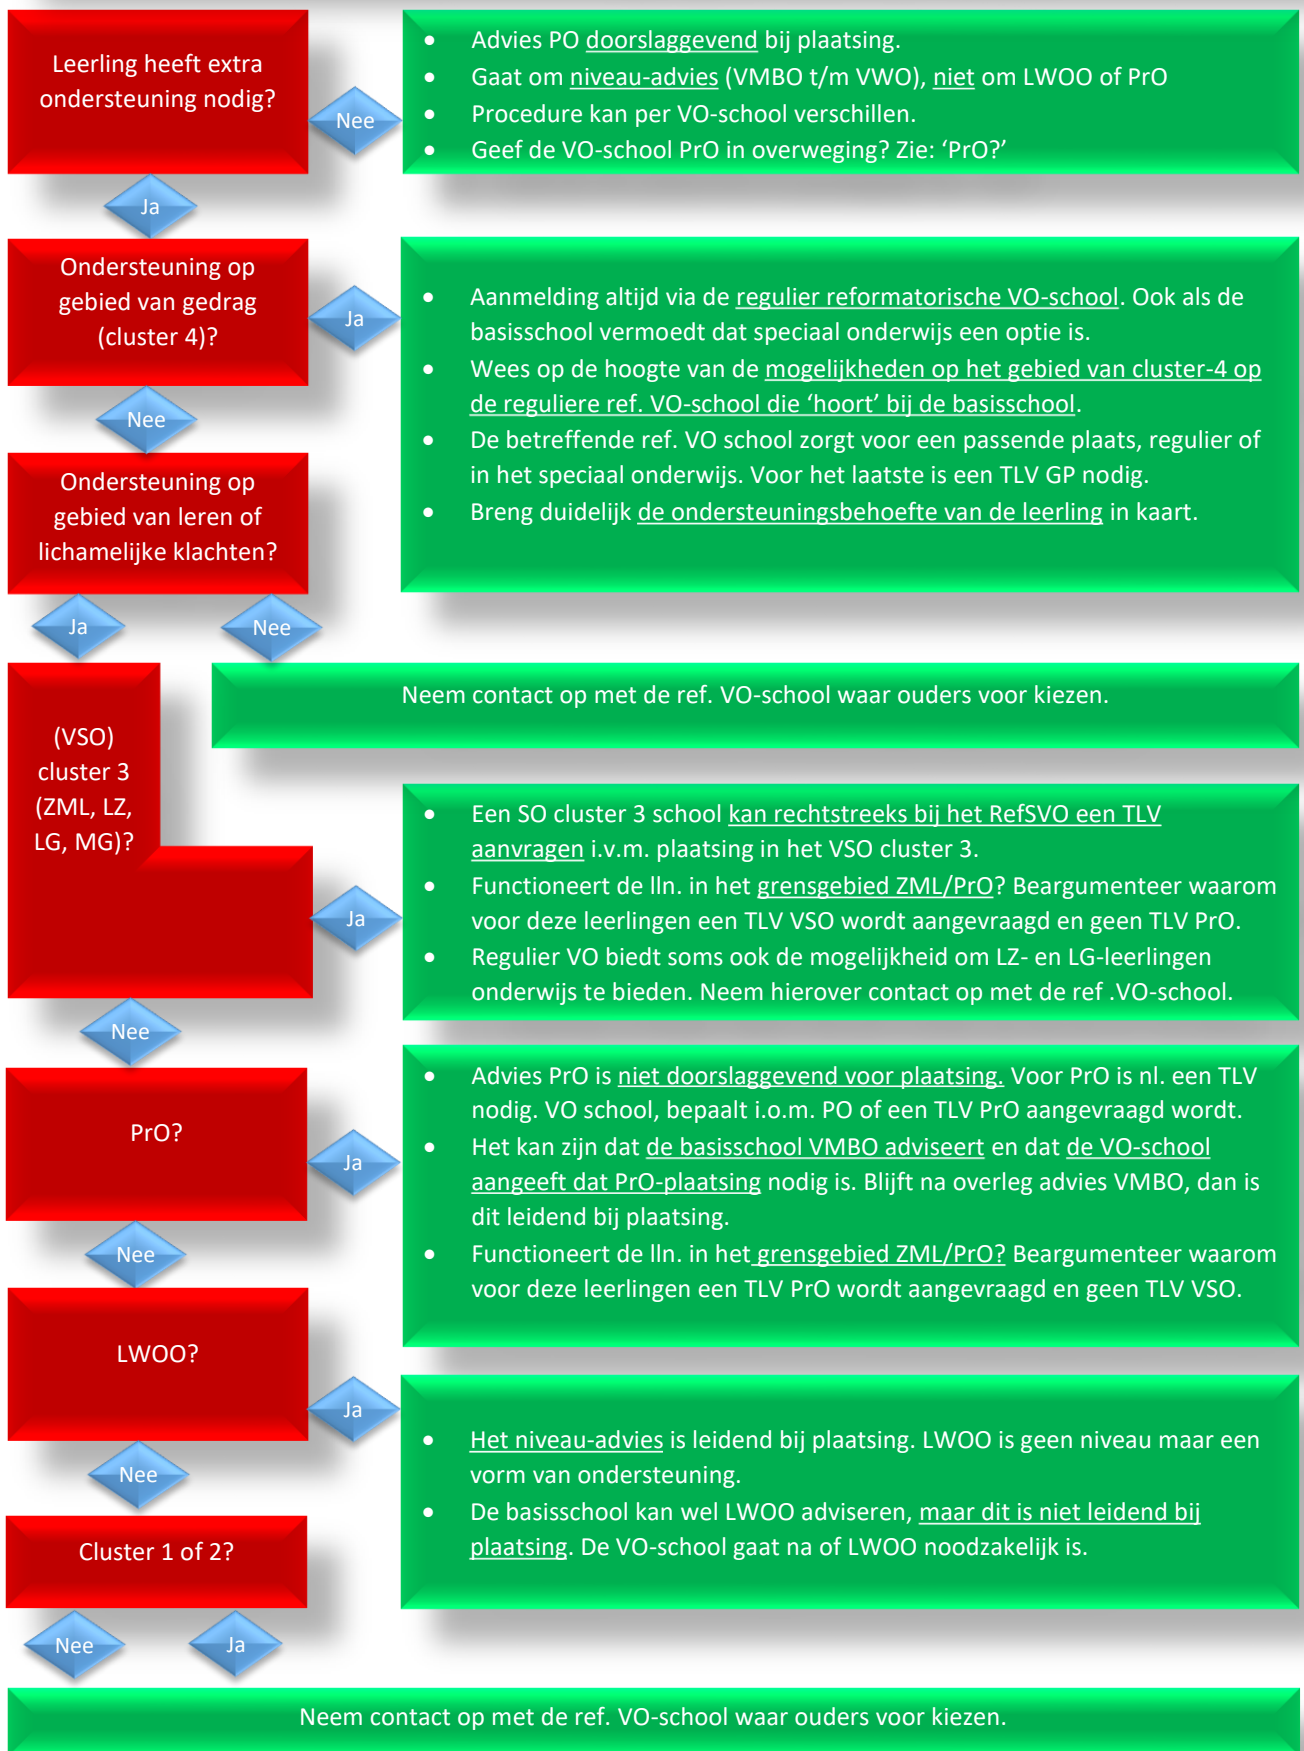 Leerling heeft extra
ondersteuning nodig?
Nee
• Advies PO doorslaggevend bij plaatsing.
• Gaat om niveau-advies (VMBO t/m VWO), niet om LWOO of PrO
• Procedure kan per VO-school verschillen.
• Geef de VO-school PrO in overweging? Zie: ‘PrO?’
Ja
Ondersteuning op
gebied van gedrag
(cluster 4)?
Ja
• Aanmelding altijd via de regulier reformatorische VO-school. Ook als de
basisschool vermoedt dat speciaal onderwijs een optie is.
• Wees op de hoogte van de mogelijkheden op het gebied van cluster-4 op
de reguliere ref. VO-school die ‘hoort’ bij de basisschool.
• De betreffende ref. VO school zorgt voor een passende plaats, regulier of
in het speciaal onderwijs. Voor het laatste is een TLV GP nodig.
• Breng duidelijk de ondersteuningsbehoefte van de leerling in kaart.
Nee
Ondersteuning op
gebied van leren of
lichamelijke klachten?
Ja
Nee
Neem contact op met de ref. VO-school waar ouders voor kiezen.
(VSO)
cluster 3
(ZML, LZ,
LG, MG)?
Ja
• Een SO cluster 3 school kan rechtstreeks bij het RefSVO een TLV
aanvragen i.v.m. plaatsing in het VSO cluster 3.
• Functioneert de lln. in het grensgebied ZML/PrO? Beargumenteer waarom
voor deze leerlingen een TLV VSO wordt aangevraagd en geen TLV PrO.
• Regulier VO biedt soms ook de mogelijkheid om LZ- en LG-leerlingen
onderwijs te bieden. Neem hierover contact op met de ref .VO-school.
Nee
PrO?
Ja
• Advies PrO is niet doorslaggevend voor plaatsing. Voor PrO is nl. een TLV
nodig. VO school, bepaalt i.o.m. PO of een TLV PrO aangevraagd wordt.
• Het kan zijn dat de basisschool VMBO adviseert en dat de VO-school
aangeeft dat PrO-plaatsing nodig is. Blijft na overleg advies VMBO, dan is
dit leidend bij plaatsing.
• Functioneert de lln. in het grensgebied ZML/PrO? Beargumenteer waarom
voor deze leerlingen een TLV PrO wordt aangevraagd en geen TLV VSO.
Nee
LWOO?
Ja
• Het niveau-advies is leidend bij plaatsing. LWOO is geen niveau maar een
vorm van ondersteuning.
• De basisschool kan wel LWOO adviseren, maar dit is niet leidend bij
plaatsing. De VO-school gaat na of LWOO noodzakelijk is.
Nee
Cluster 1 of 2?
Nee
Ja
Neem contact op met de ref. VO-school waar ouders voor kiezen.